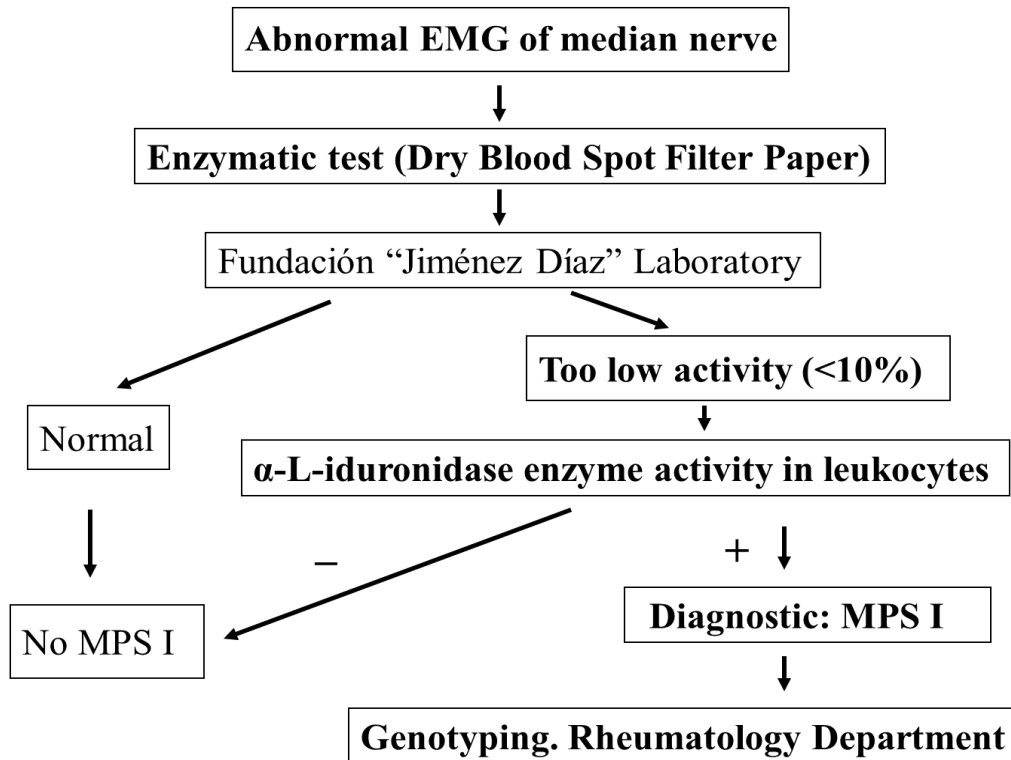 Abnormal EMG of median nerve
Enzymatic test (Dry Blood Spot Filter Paper)
Fundación “Jiménez Díaz” Laboratory
Too low activity (<10%)
Normal
α-L-iduronidase enzyme activity in leukocytes
–
+
Diagnostic: MPS I
No MPS I
Genotyping. Rheumatology Department